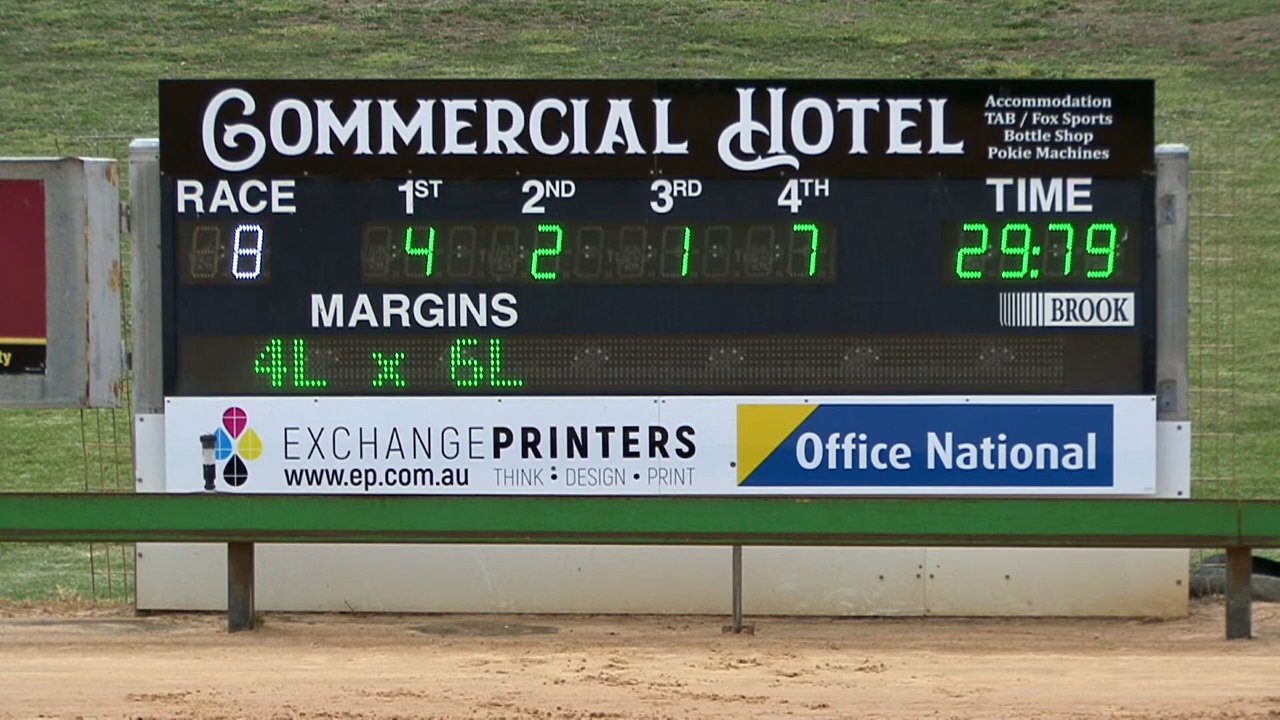 COMMERCIAL HOTEL
Accommodation
TAB / Fox Sports
Bottle Shop
Pokie Machines
RACE 1ST 2ND 3RD 4TH TIME
8 4 2 1 7 29:79
MARGINS
BROOK
4L x 6L
ty
EXCHANGEPRINTERS
www.ep.com.au THINK • DESIGN • PRINT
Office National